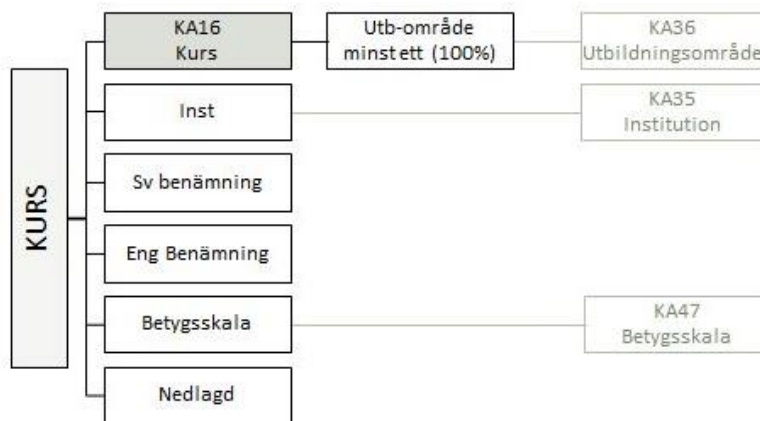 KA16
Kurs
Utb-område
minst ett (100%)
KA36
Utbildningsområde
Inst
KA35
Institution
KURS
Sv benämning
Eng Benämning
Betygsskala
KA47
Betygsskala
Nedlagd